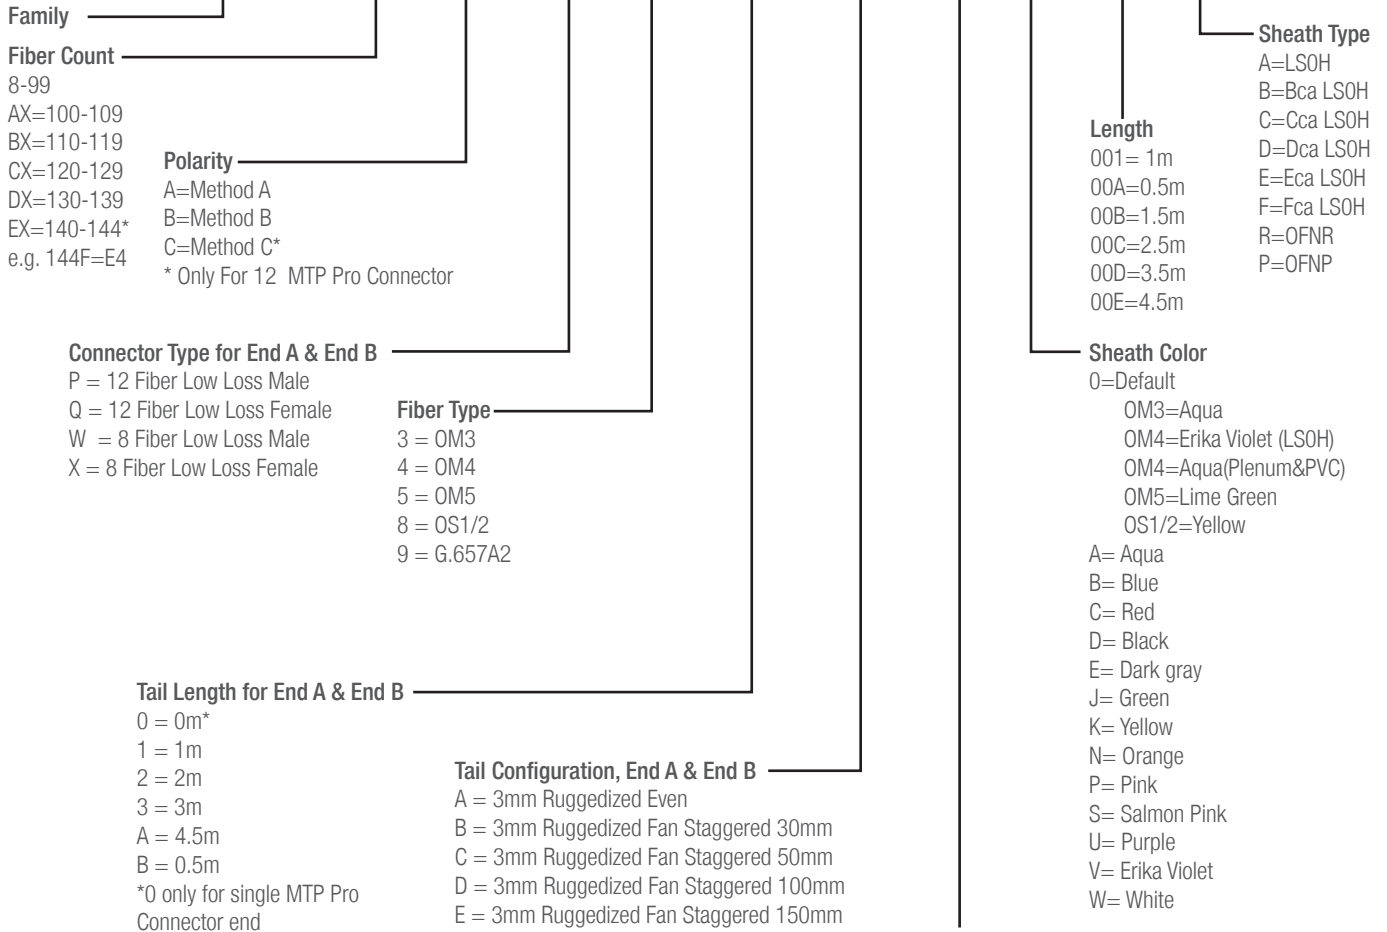 Family
Fiber Count
8-99
AX=100-109
BX=110-119
CX=120-129
DX=130-139
EX=140-144*
e.g. 144F=E4
Polarity
A=Method A
B=Method B
C=Method C*
* Only For 12 MTP Pro Connector
Connector Type for End A & End B
P = 12 Fiber Low Loss Male
Q = 12 Fiber Low Loss Female
W = 8 Fiber Low Loss Male
X = 8 Fiber Low Loss Female
Fiber Type
3 = OM3
4 = OM4
5 = OM5
8 = OS1/2
9 = G.657A2
Tail Length for End A & End B
0 = 0m*
1 = 1m
2 = 2m
3 = 3m
A = 4.5m
B = 0.5m
*0 only for single MTP Pro
Connector end
Tail Configuration, End A & End B
A = 3mm Ruggedized Even
B = 3mm Ruggedized Fan Staggered 30mm
C = 3mm Ruggedized Fan Staggered 50mm
D = 3mm Ruggedized Fan Staggered 100mm
E = 3mm Ruggedized Fan Staggered 150mm
Sheath Color
0=Default
OM3=Aqua
OM4=Erika Violet (LS0H)
OM4=Aqua(Plenum&PVC)
OM5=Lime Green
OS1/2=Yellow
A= Aqua
B= Blue
C= Red
D= Black
E= Dark gray
J= Green
K= Yellow
N= Orange
P= Pink
S= Salmon Pink
U= Purple
V= Erika Violet
W= White
Length
001= 1m
00A=0.5m
00B=1.5m
00C=2.5m
00D=3.5m
00E=4.5m
Sheath Type
A=LS0H
B=Bca LS0H
C=Cca LS0H
D=Dca LS0H
E=Eca LS0H
F=Fca LS0H
R=OFNR
P=OFNP